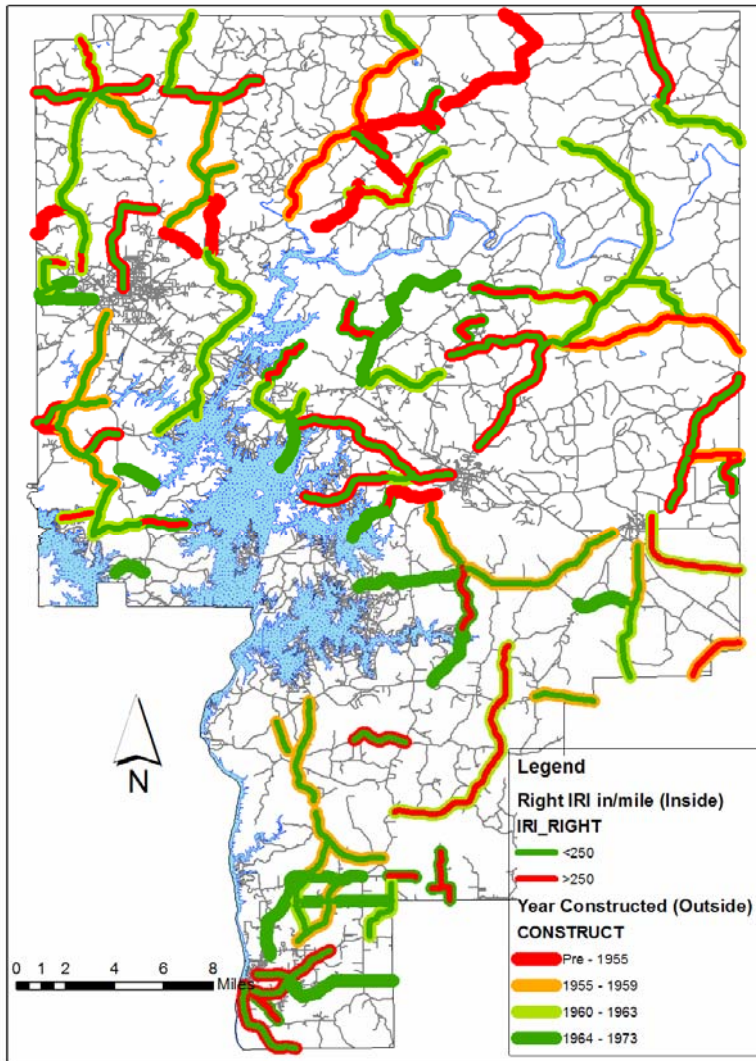 N
Legend
Right IRI in/mile (Inside)
IRI_RIGHT
<250
>250
Year Constructed (Outside)
CONSTRUCT
Pre - 1955
1955 - 1959
1960 - 1963
1964 - 1973
0 1 2 4 6 8
Miles